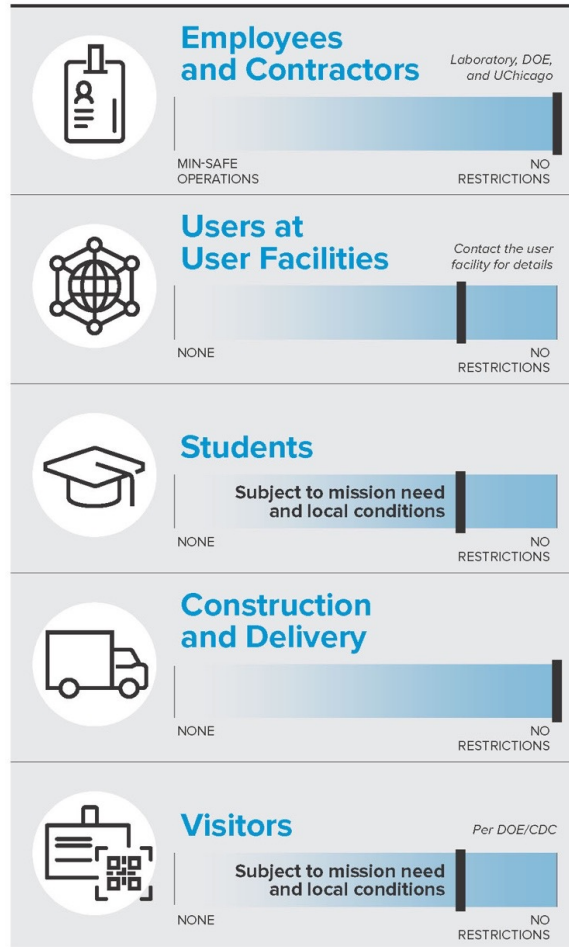 Employees
and Contractors
Laboratory, DOE,
and UChicago
MIN-SAFE
OPERATIONS
NO
RESTRICTIONS
Users at
User Facilities
Contact the user
facility for details
NONE
NO
RESTRICTIONS
Students
Subject to mission need
and local conditions
NONE
NO
RESTRICTIONS
Construction
and Delivery
NONE
NO
RESTRICTIONS
Visitors
Per DOE/CDC
Subject to mission need
and local conditions
NONE
NO
RESTRICTIONS